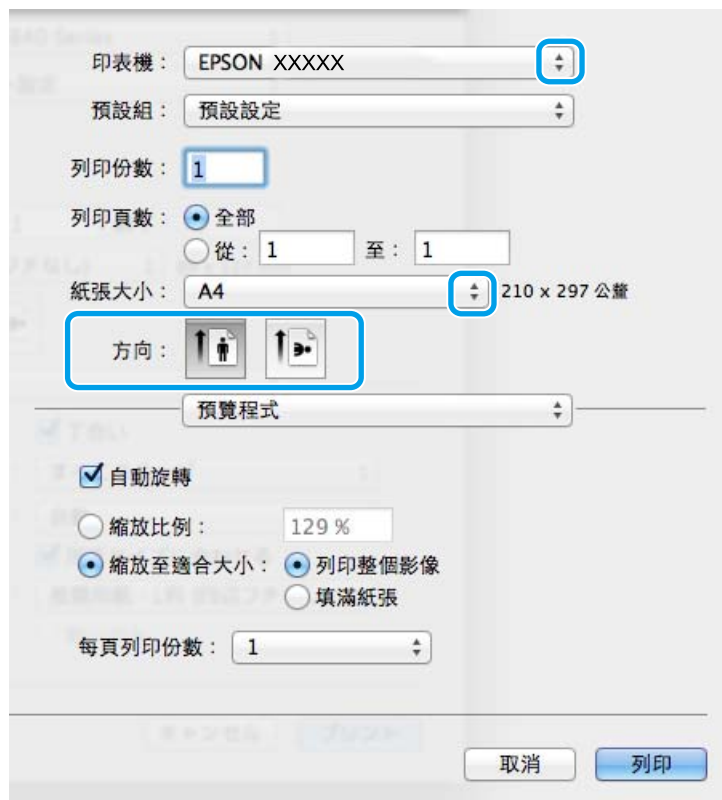 印表機： EPSON XXXXX
預設組： 預設設定
列印份數： 1
列印頁數： 全部
從： 1 至： 1
紙張大小： A4 210 x 297 公釐
方向：
預覽程式
自動旋轉
縮放比例： 129 %
縮放至適合大小： 列印整個影像
填滿紙張
每頁列印份數： 1
取消 列印